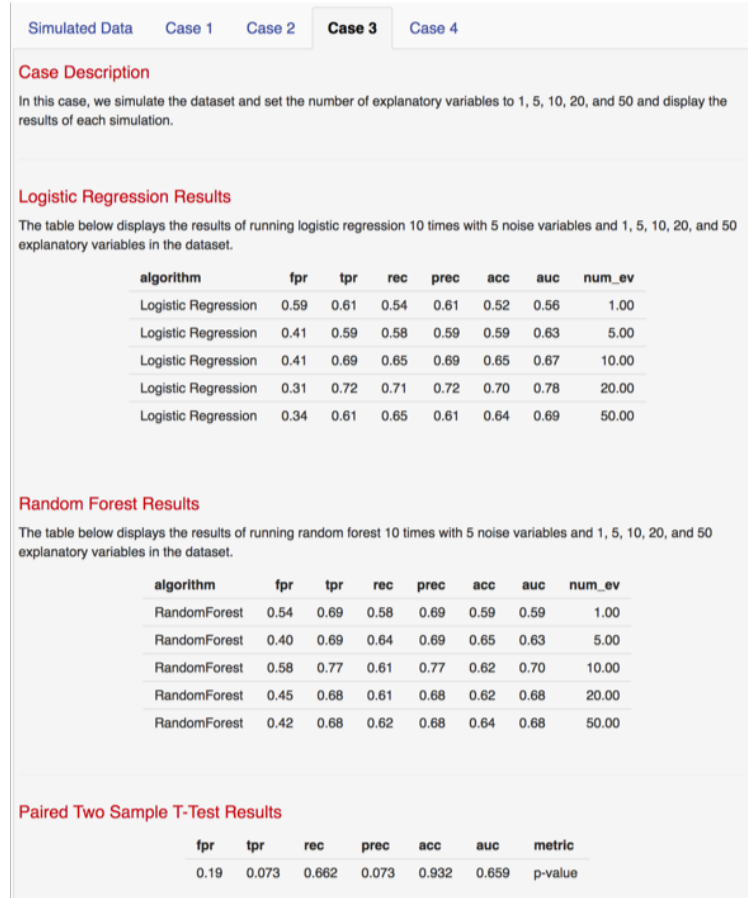 Simulated Data Case 1 Case 2 Case 3 Case 4
Case Description
In this case, we simulate the dataset and set the number of explanatory variables to 1, 5, 10, 20, and 50 and display the
results of each simulation.
Logistic Regression Results
The table below displays the results of running logistic regression 10 times with 5 noise variables and 1, 5, 10, 20, and 50
explanatory variables in the dataset.
algorithm fpr tpr rec prec acc auc num_ev
Logistic Regression 0.59 0.61 0.54 0.61 0.52 0.56 1.00
Logistic Regression 0.41 0.59 0.58 0.59 0.59 0.63 5.00
Logistic Regression 0.41 0.69 0.65 0.69 0.65 0.67 10.00
Logistic Regression 0.31 0.72 0.71 0.72 0.70 0.78 20.00
Logistic Regression 0.34 0.61 0.65 0.61 0.64 0.69 50.00
Random Forest Results
The table below displays the results of running random forest 10 times with 5 noise variables and 1, 5, 10, 20, and 50
explanatory variables in the dataset.
algorithm fpr tpr rec prec acc auc num_ev
RandomForest 0.54 0.69 0.58 0.69 0.59 0.59 1.00
RandomForest 0.40 0.69 0.64 0.69 0.65 0.63 5.00
RandomForest 0.58 0.77 0.61 0.77 0.62 0.70 10.00
RandomForest 0.45 0.68 0.61 0.68 0.62 0.68 20.00
RandomForest 0.42 0.68 0.62 0.68 0.64 0.68 50.00
Paired Two Sample T-Test Results
fpr tpr rec prec acc auc metric
0.19 0.073 0.662 0.073 0.932 0.659 p-value